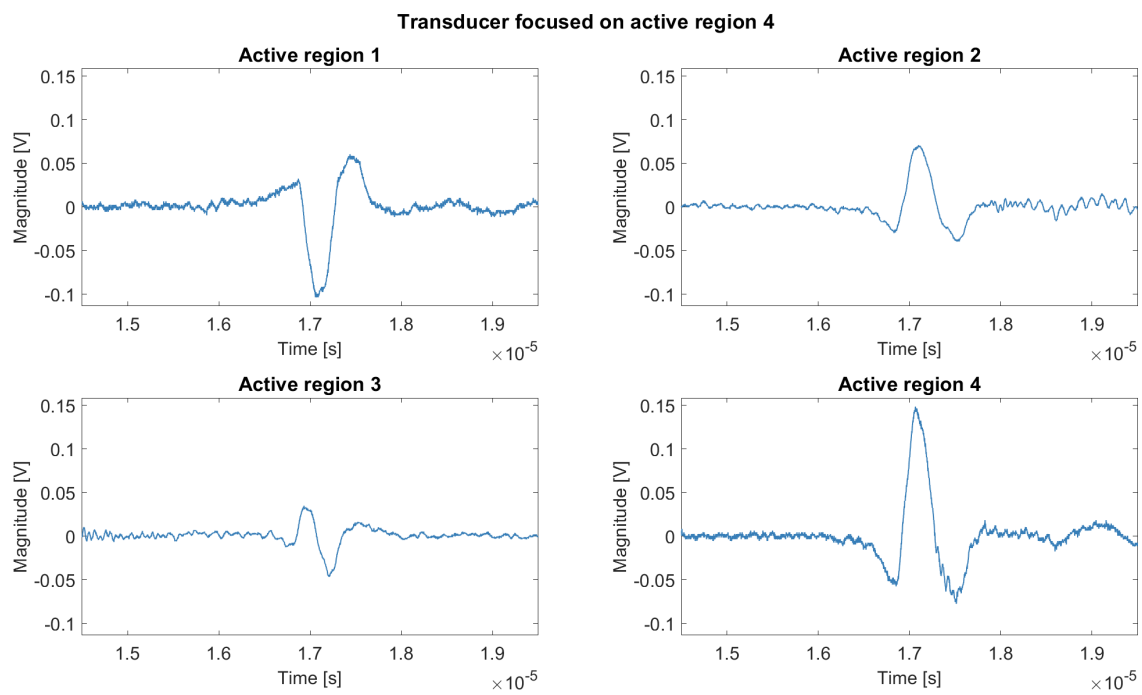 Transducer focused on active region 4
Active region 1
0.15
0.1
0.05
0
-0.05
-0.1
Magnitude [V]
1.5 1.6 1.7 1.8 1.9
Time [s]
×10-5
Active region 2
0.15
0.1
0.05
0
-0.05
-0.1
Magnitude [V]
1.5 1.6 1.7 1.8 1.9
Time [s]
×10-5
Active region 3
0.15
0.1
0.05
0
-0.05
-0.1
Magnitude [V]
1.5 1.6 1.7 1.8 1.9
Time [s]
×10-5
Active region 4
0.15
0.1
0.05
0
-0.05
-0.1
Magnitude [V]
1.5 1.6 1.7 1.8 1.9
Time [s]
×10-5